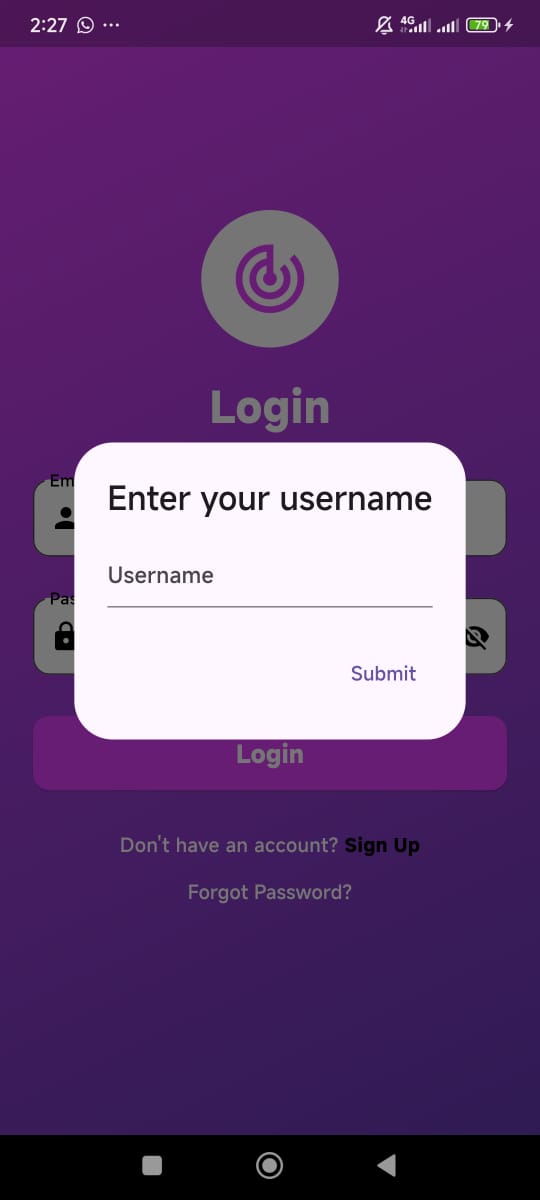 2:27
4G
79
Login
Em
Enter your username
Username
Pas
Submit
Login
Don't have an account? Sign Up
Forgot Password?